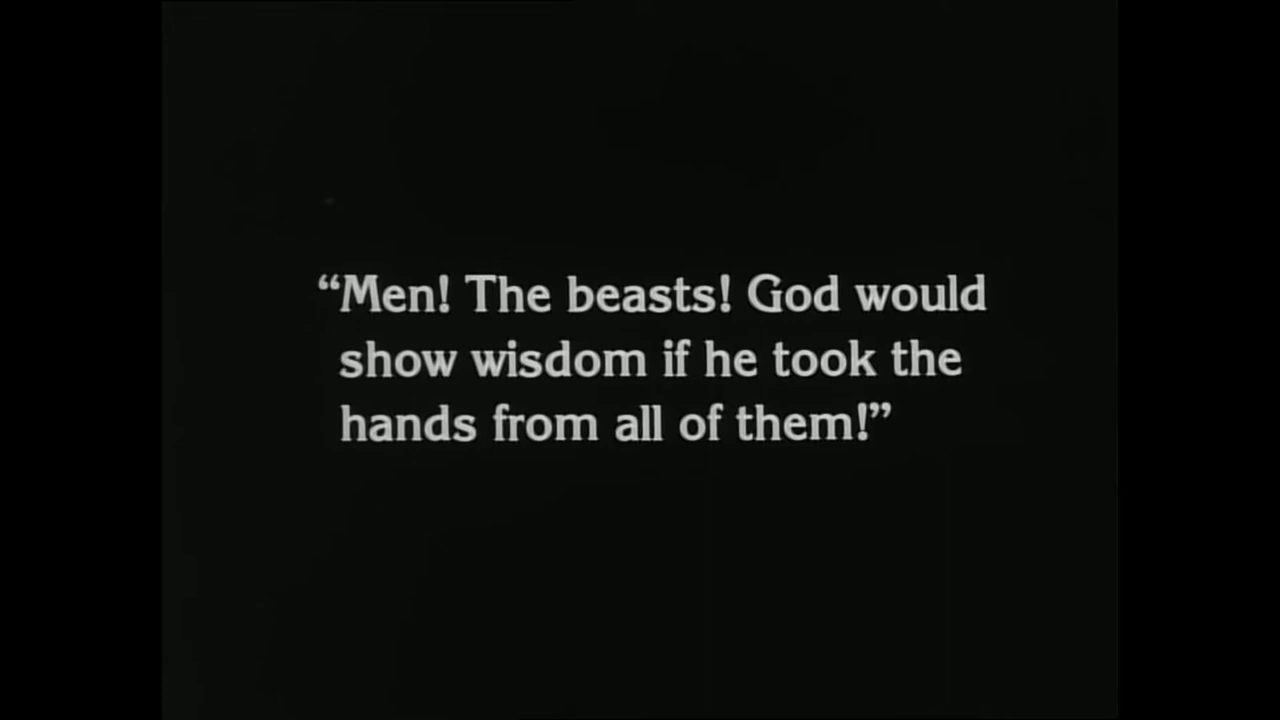 “Men! The beasts! God would
show wisdom if he took the
hands from all of them!”